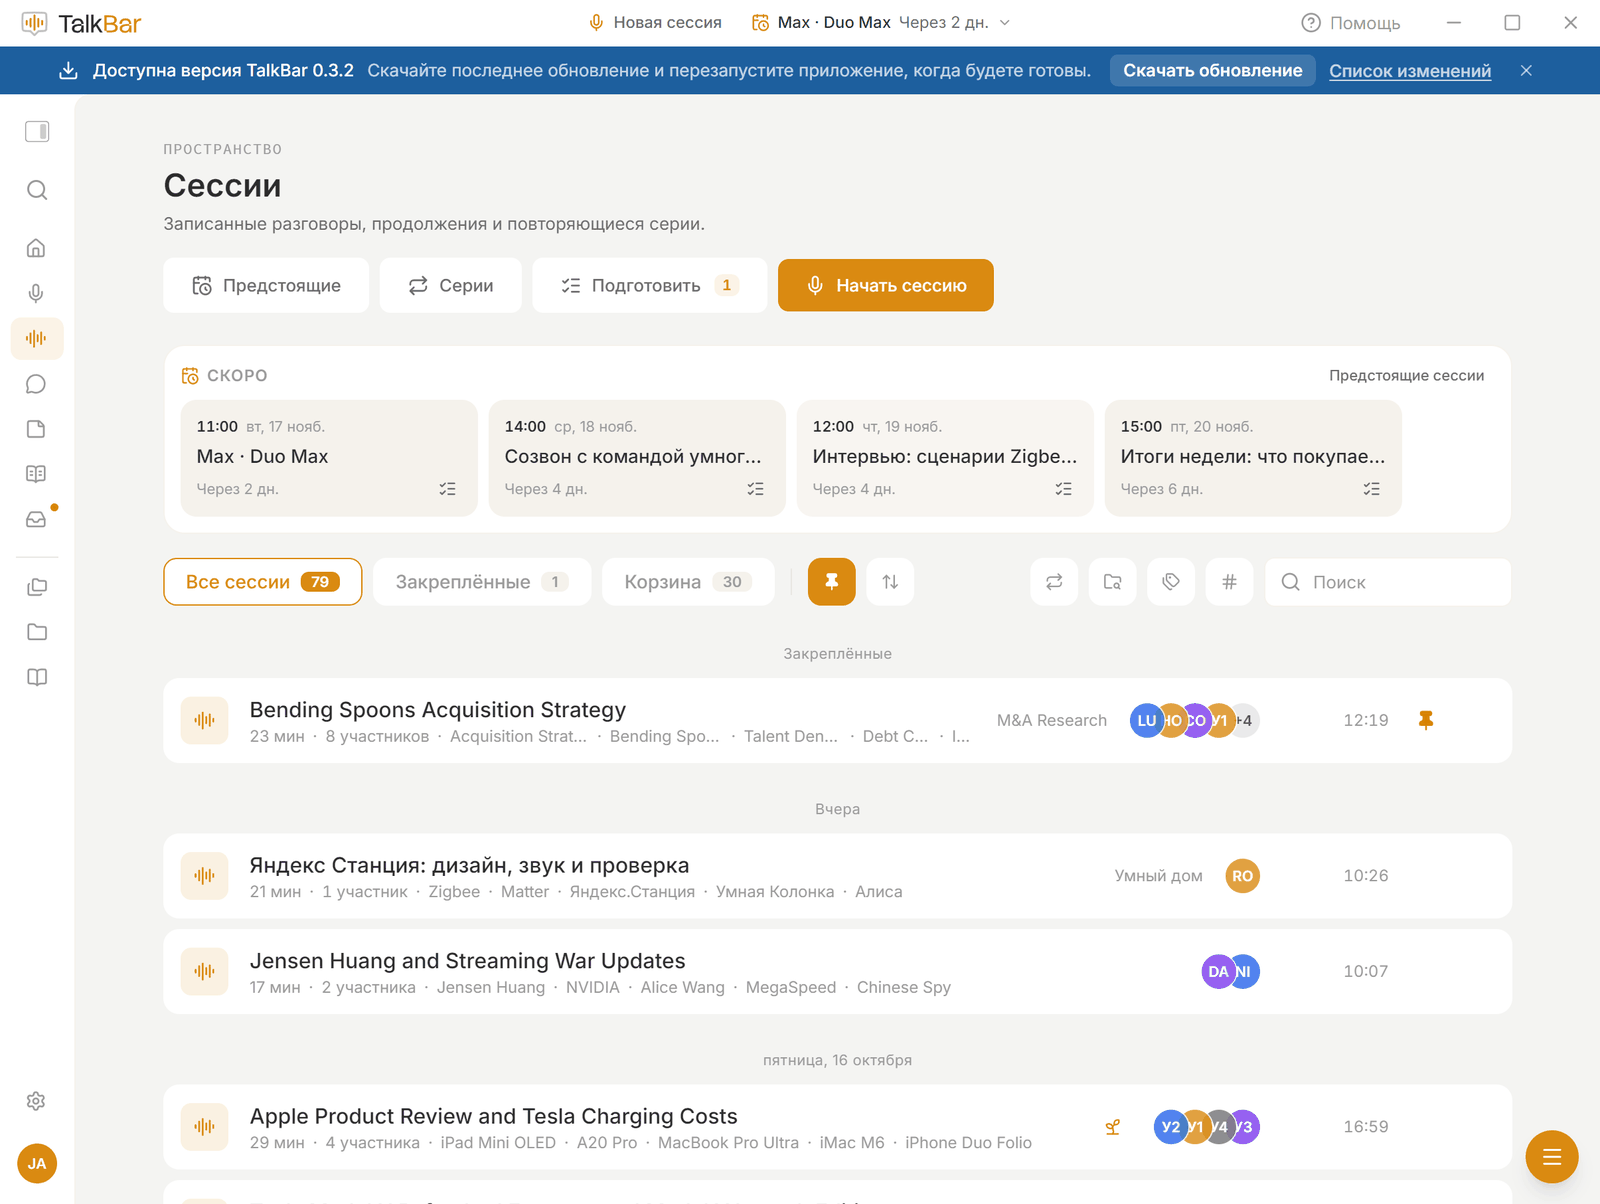 TalkBar
Новая сессия
Max · Duo Max Через 2 дн.
Помощь
Доступна версия TalkBar 0.3.2 Скачайте последнее обновление и перезапустите приложение, когда будете готовы.
Скачать обновление
Список изменений
ПРОСТРАНСТВО
Сессии
Записанные разговоры, продолжения и повторяющиеся серии.
Предстоящие
Серии
Подготовить 1
Начать сессию
СКОРО
Предстоящие сессии
11:00 вт, 17 нояб.
Max · Duo Max
Через 2 дн.
14:00 ср, 18 нояб.
Созвон с командой умног...
Через 4 дн.
12:00 чт, 19 нояб.
Интервью: сценарии Zigbe...
Через 4 дн.
15:00 пт, 20 нояб.
Итоги недели: что покупае...
Через 6 дн.
Все сессии 79
Закреплённые 1
Корзина 30
Поиск
Закреплённые
Bending Spoons Acquisition Strategy
23 мин · 8 участников · Acquisition Strat... · Bending Spo... · Talent Den... · Debt C... · I...
M&A Research
LU НО СО У1 +4
12:19
Вчера
Яндекс Станция: дизайн, звук и проверка
21 мин · 1 участник · Zigbee · Matter · Яндекс.Станция · Умная Колонка · Алиса
Умный дом
RO
10:26
Jensen Huang and Streaming War Updates
17 мин · 2 участника · Jensen Huang · NVIDIA · Alice Wang · MegaSpeed · Chinese Spy
DA NI
10:07
пятница, 16 октября
Apple Product Review and Tesla Charging Costs
29 мин · 4 участника · iPad Mini OLED · A20 Pro · MacBook Pro Ultra · iMac M6 · iPhone Duo Folio
У2 У1 У4 У3
16:59
JA